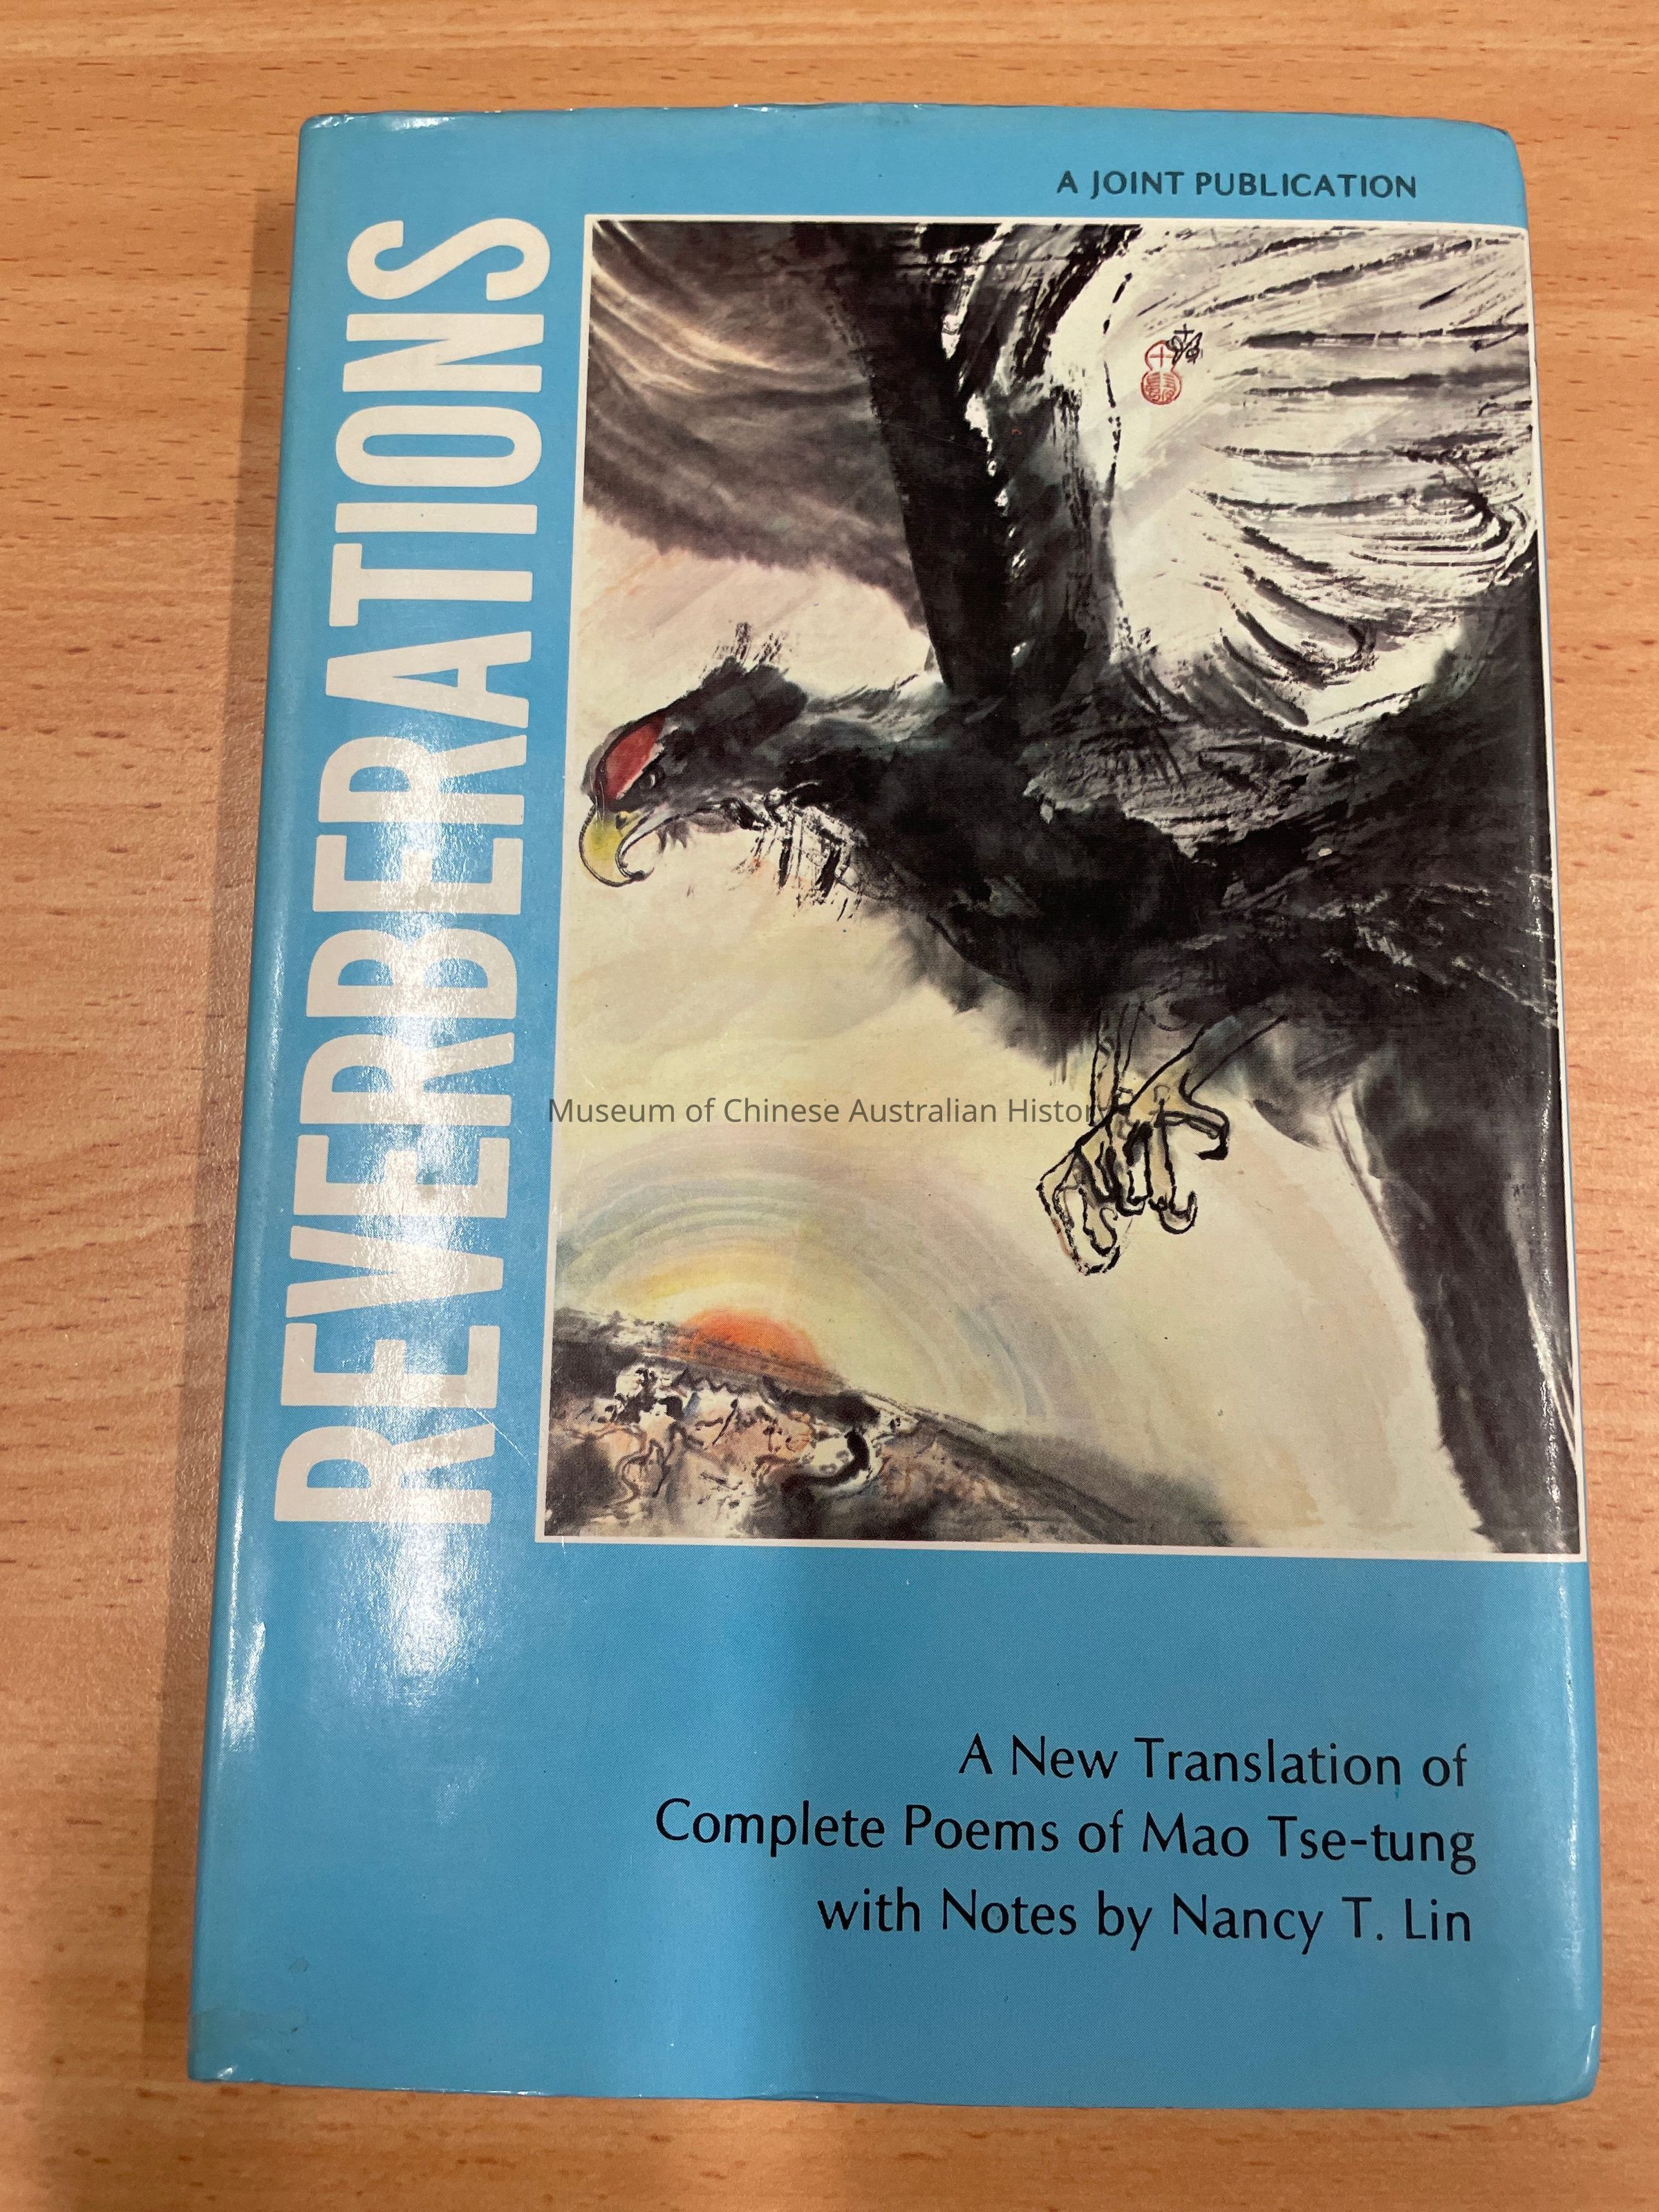 A JOINT PUBLICATION
REVERBERATIONS
Museum of Chinese Australian History
A New Translation of
Complete Poems of Mao Tse-tung
with Notes by Nancy T. Lin